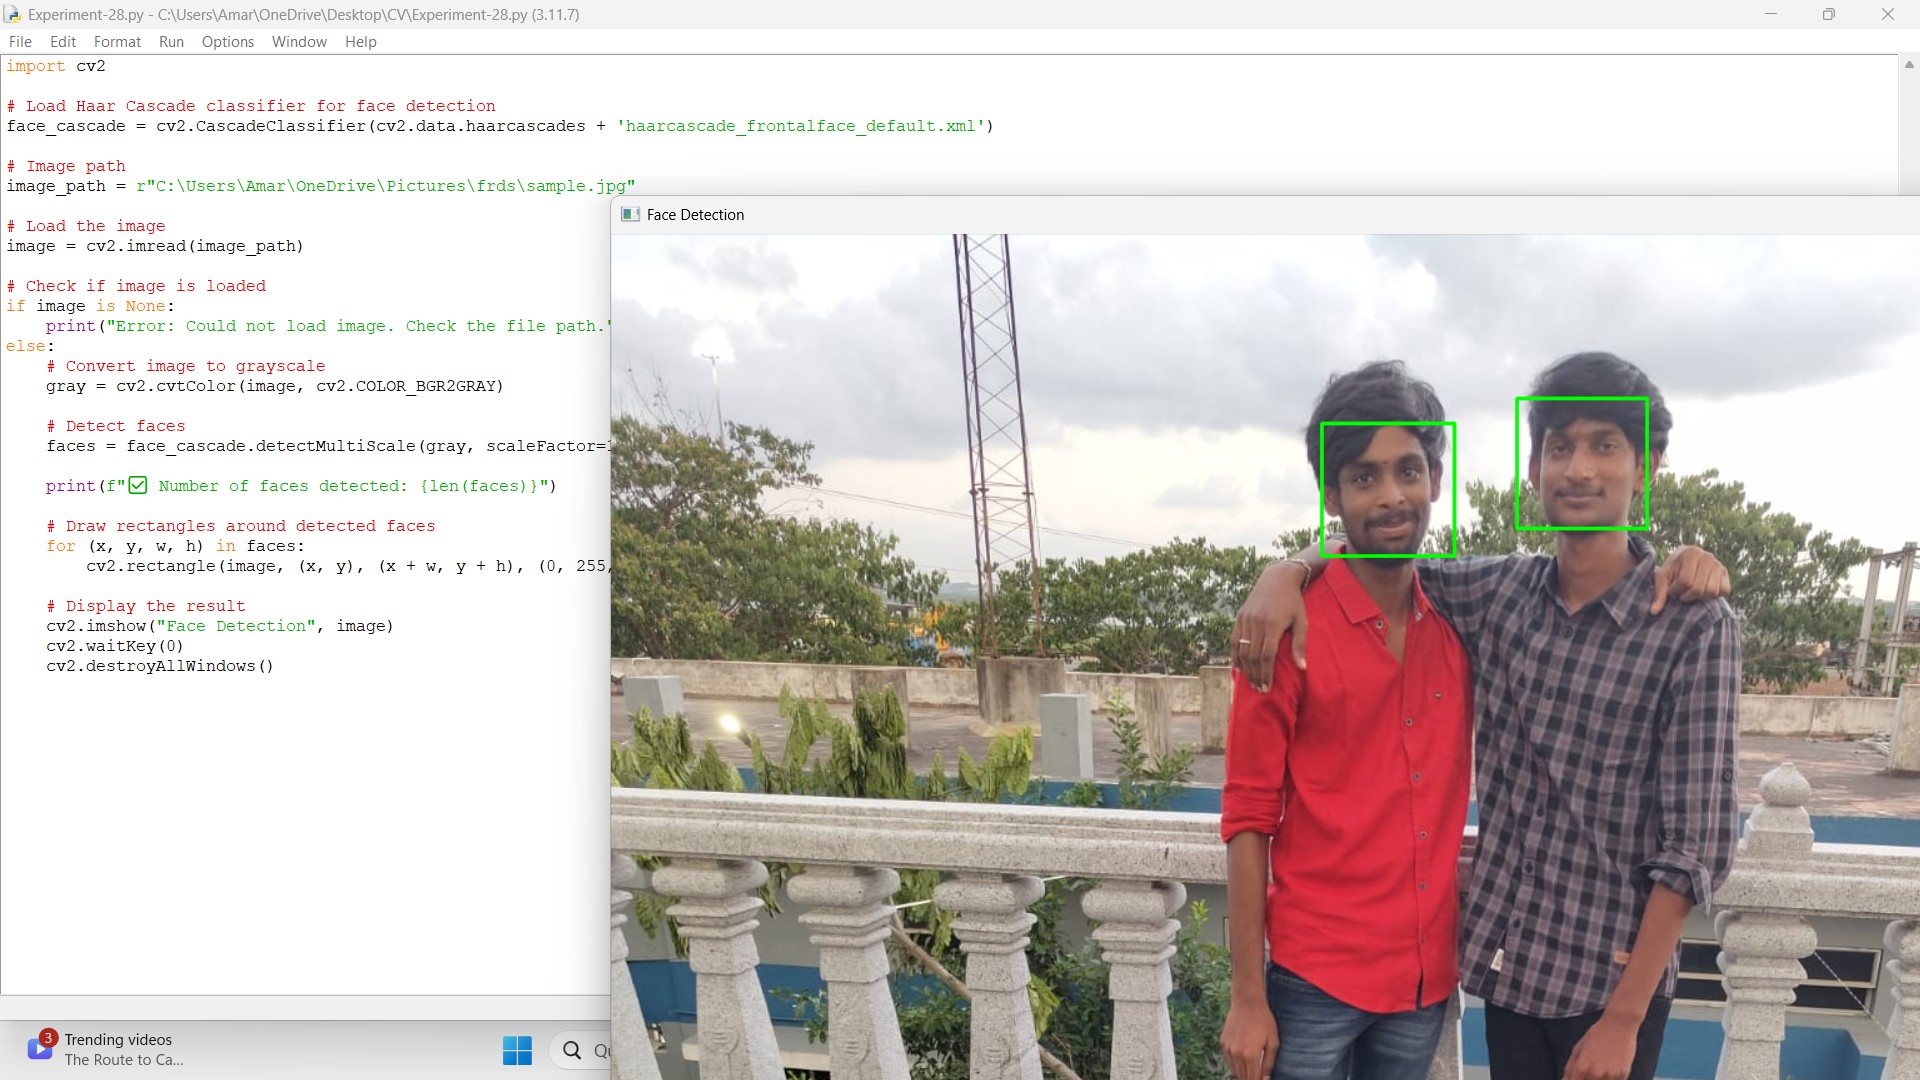 Experiment-28.py - C:\Users\Amar\OneDrive\Desktop\CV\Experiment-28.py (3.11.7)
File Edit Format Run Options Window Help
import cv2
# Load Haar Cascade classifier for face detection
face_cascade = cv2.CascadeClassifier(cv2.data.haarcascades + 'haarcascade_frontalface_default.xml')
# Image path
image_path = r"C:\Users\Amar\OneDrive\Pictures\frds\sample.jpg"
# Load the image
image = cv2.imread(image_path)
# Check if image is loaded
if image is None:
    print("Error: Could not load image. Check the file path.
else:
    # Convert image to grayscale
    gray = cv2.cvtColor(image, cv2.COLOR_BGR2GRAY)
    # Detect faces
    faces = face_cascade.detectMultiScale(gray, scaleFactor=1
    print(f"✅ Number of faces detected: {len(faces)}")
    # Draw rectangles around detected faces
    for (x, y, w, h) in faces:
        cv2.rectangle(image, (x, y), (x + w, y + h), (0, 255,
    # Display the result
    cv2.imshow("Face Detection", image)
    cv2.waitKey(0)
    cv2.destroyAllWindows()
Face Detection
3
Trending videos
The Route to Ca...